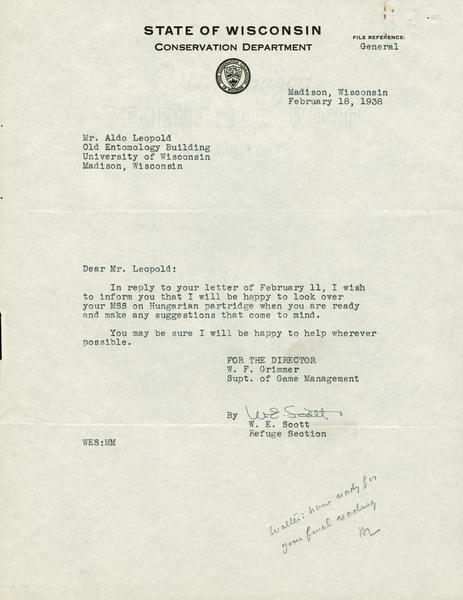 STATE OF WISCONSIN
CONSERVATION DEPARTMENT
FILE REFERENCE:
General
Madison, Wisconsin
February 18, 1938
Mr. Aldo Leopold
Old Entomology Building
University of Wisconsin
Madison, Wisconsin
Dear Mr. Leopold:
In reply to your letter of February 11, I wish
to inform you that I will be happy to look over
your MSS on Hungarian partridge when you are ready
and make any suggestions that come to mind.
You may be sure I will be happy to help wherever
possible.
FOR THE DIRECTOR
W. F. Grimmer
Supt. of Game Management
By W.E. Scott
W. E. Scott
Refuge Section
WES:MM
Walter: now ready for
your final reading